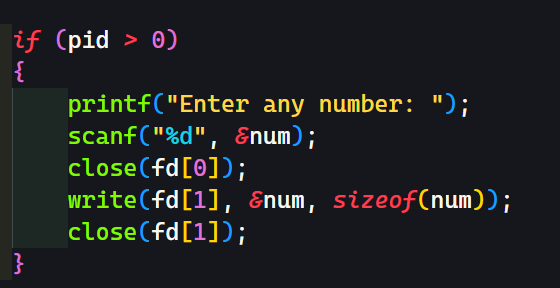 if (pid > 0)
{
    printf("Enter any number: ");
    scanf("%d", &num);
    close(fd[0]);
    write(fd[1], &num, sizeof(num));
    close(fd[1]);
}